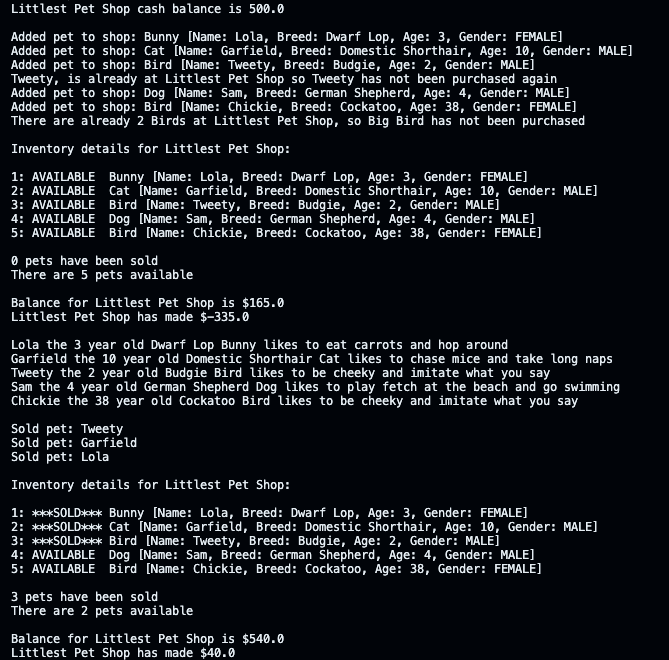 Littlest Pet Shop cash balance is 500.0
Added pet to shop: Bunny [Name: Lola, Breed: Dwarf Lop, Age: 3, Gender: FEMALE]
Added pet to shop: Cat [Name: Garfield, Breed: Domestic Shorthair, Age: 10, Gender: MALE]
Added pet to shop: Bird [Name: Tweety, Breed: Budgie, Age: 2, Gender: MALE]
Tweety, is already at Littlest Pet Shop so Tweety has not been purchased again
Added pet to shop: Dog [Name: Sam, Breed: German Shepherd, Age: 4, Gender: MALE]
Added pet to shop: Bird [Name: Chickie, Breed: Cockatoo, Age: 38, Gender: FEMALE]
There are already 2 Birds at Littlest Pet Shop, so Big Bird has not been purchased
Inventory details for Littlest Pet Shop:
1: AVAILABLE  Bunny [Name: Lola, Breed: Dwarf Lop, Age: 3, Gender: FEMALE]
2: AVAILABLE  Cat [Name: Garfield, Breed: Domestic Shorthair, Age: 10, Gender: MALE]
3: AVAILABLE  Bird [Name: Tweety, Breed: Budgie, Age: 2, Gender: MALE]
4: AVAILABLE  Dog [Name: Sam, Breed: German Shepherd, Age: 4, Gender: MALE]
5: AVAILABLE  Bird [Name: Chickie, Breed: Cockatoo, Age: 38, Gender: FEMALE]
0 pets have been sold
There are 5 pets available
Balance for Littlest Pet Shop is $165.0
Littlest Pet Shop has made $-335.0
Lola the 3 year old Dwarf Lop Bunny likes to eat carrots and hop around
Garfield the 10 year old Domestic Shorthair Cat likes to chase mice and take long naps
Tweety the 2 year old Budgie Bird likes to be cheeky and imitate what you say
Sam the 4 year old German Shepherd Dog likes to play fetch at the beach and go swimming
Chickie the 38 year old Cockatoo Bird likes to be cheeky and imitate what you say
Sold pet: Tweety
Sold pet: Garfield
Sold pet: Lola
Inventory details for Littlest Pet Shop:
1: ***SOLD*** Bunny [Name: Lola, Breed: Dwarf Lop, Age: 3, Gender: FEMALE]
2: ***SOLD*** Cat [Name: Garfield, Breed: Domestic Shorthair, Age: 10, Gender: MALE]
3: ***SOLD*** Bird [Name: Tweety, Breed: Budgie, Age: 2, Gender: MALE]
4: AVAILABLE  Dog [Name: Sam, Breed: German Shepherd, Age: 4, Gender: MALE]
5: AVAILABLE  Bird [Name: Chickie, Breed: Cockatoo, Age: 38, Gender: FEMALE]
3 pets have been sold
There are 2 pets available
Balance for Littlest Pet Shop is $540.0
Littlest Pet Shop has made $40.0